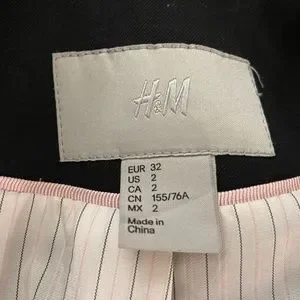 H&M
EUR 32
US 2
CA 2
CN 155/76A
MX 2
Made in
China